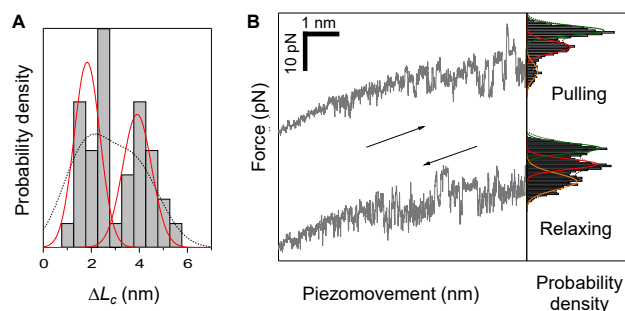 A
Probability density
0 2 4 6
ΔLc (nm)
B
1 nm
10 pN
Force (pN)
Pulling
Relaxing
Piezomovement (nm)
Probability
density